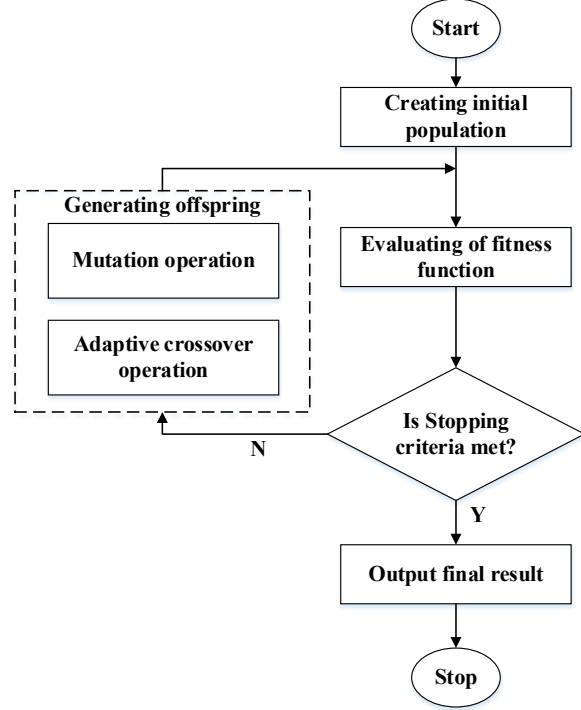 Start
Creating initial
population
Generating offspring
Mutation operation
Adaptive crossover
operation
Evaluating of fitness
function
Is Stopping
criteria met?
N
Y
Output final result
Stop